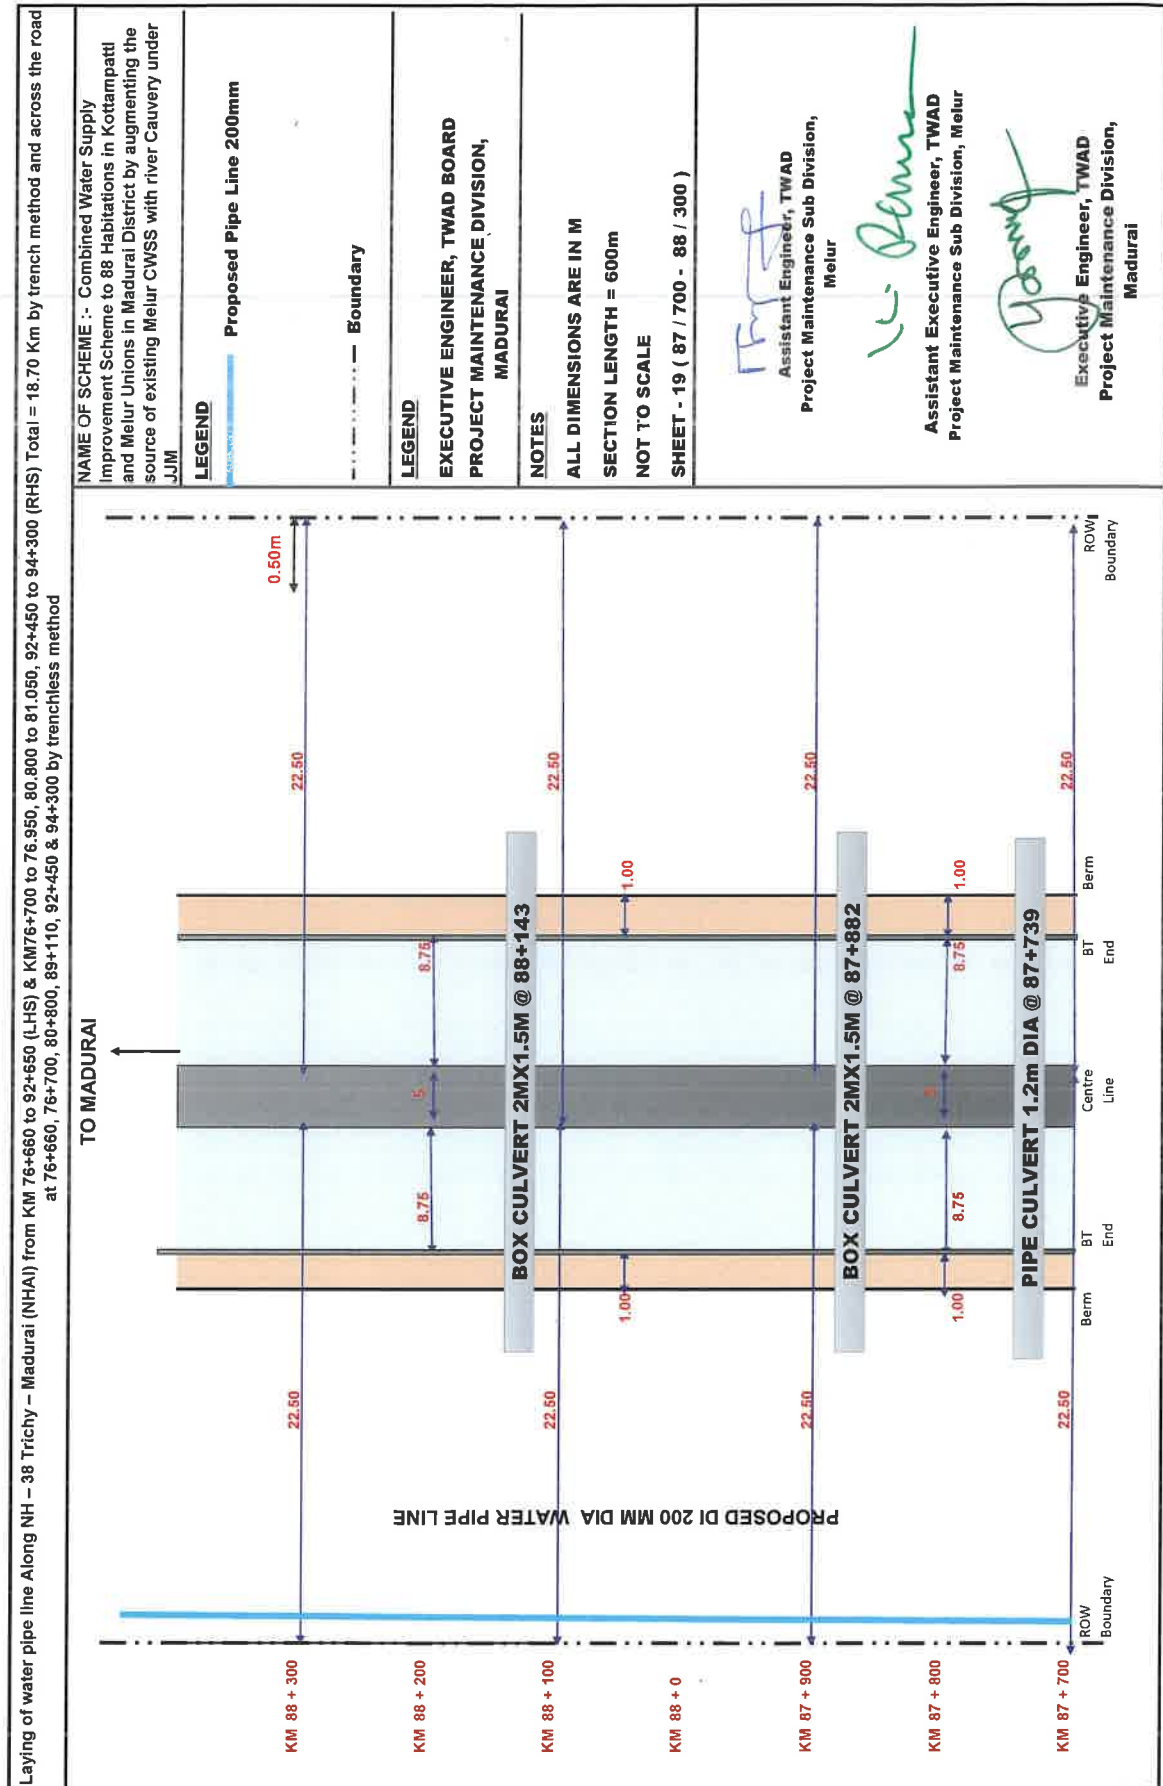 Laying of water pipe line Along NH – 38 Trichy – Madurai (NHAI) from KM 76+660 to 92+650 (LHS) & KM76+700 to 76.950, 80.800 to 81.050, 92+450 to 94+300 (RHS) Total = 18.70 Km by trench method and across the road
at 76+660, 76+700, 80+800, 89+110, 92+450 & 94+300 by trenchless method
NAME OF SCHEME :- Combined Water Supply
Improvement Scheme to 88 Habitations in Kottampatti
and Melur Unions in Madurai District by augmenting the
source of existing Melur CWSS with river Cauvery under
JJM
LEGEND
Proposed Pipe Line 200mm
Boundary
LEGEND
EXECUTIVE ENGINEER, TWAD BOARD
PROJECT MAINTENANCE DIVISION,
MADURAI
NOTES
ALL DIMENSIONS ARE IN M
SECTION LENGTH = 600m
NOT TO SCALE
SHEET - 19 ( 87 / 700 - 88 / 300 )
Assistant Engineer, TWAD
Project Maintenance Sub Division,
Melur
Assistant Executive Engineer, TWAD
Project Maintenance Sub Division, Melur
Executive Engineer, TWAD
Project Maintenance Division,
Madurai
TO MADURAI
0.50m
KM 88 + 300
22.50
22.50
KM 88 + 200
8.75
5
8.75
BOX CULVERT 2MX1.5M @ 88+143
KM 88 + 100
22.50
22.50
KM 88 + 0
1.00
1.00
PROPOSED DI 200 MM DIA WATER PIPE LINE
KM 87 + 900
22.50
22.50
BOX CULVERT 2MX1.5M @ 87+882
KM 87 + 800
1.00
8.75
5
8.75
1.00
PIPE CULVERT 1.2m DIA @ 87+739
KM 87 + 700
22.50
22.50
ROW
Boundary
Berm
BT
End
Centre
Line
BT
End
Berm
ROW
Boundary